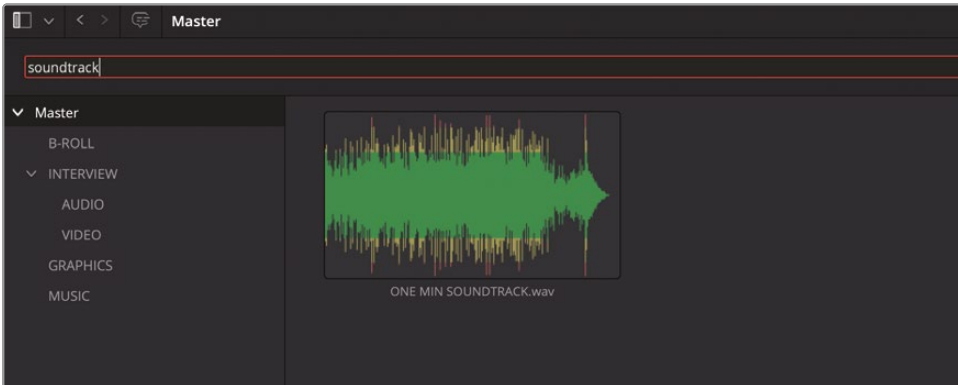 Master
soundtrack
Master
B-ROLL
INTERVIEW
AUDIO
VIDEO
GRAPHICS
MUSIC
ONE MIN SOUNDTRACK.wav